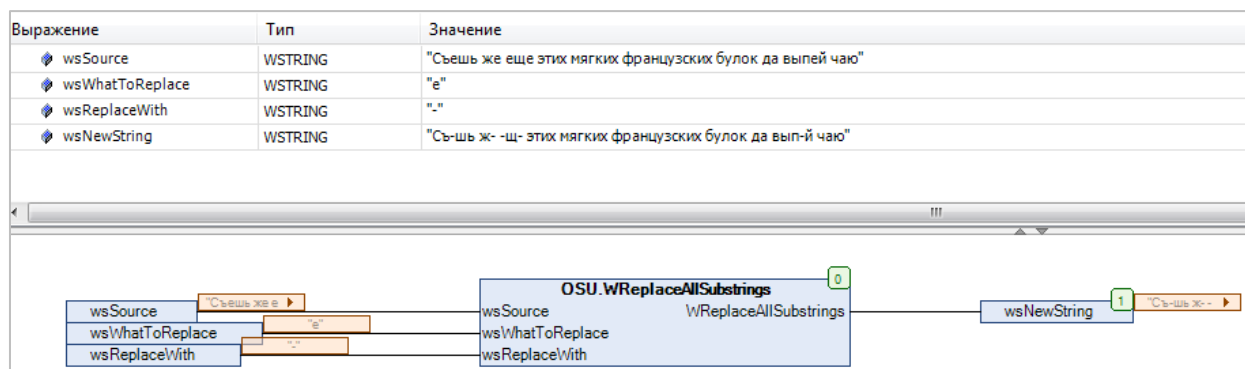 Выражение Тип Значение
wsSource WSTRING "Съешь же еще этих мягких французских булок да выпей чаю"
wsWhatToReplace WSTRING "е"
wsReplaceWith WSTRING "-"
wsNewString WSTRING "Съ-шь ж- -щ- этих мягких французских булок да вып-й чаю"
0
OSU.WReplaceAllSubstrings
wsSource "Съешь же е wsSource WReplaceAllSubstrings wsNewString 1 "Съ-шь ж- -
wsWhatToReplace "е" wsWhatToReplace
wsReplaceWith "-" wsReplaceWith